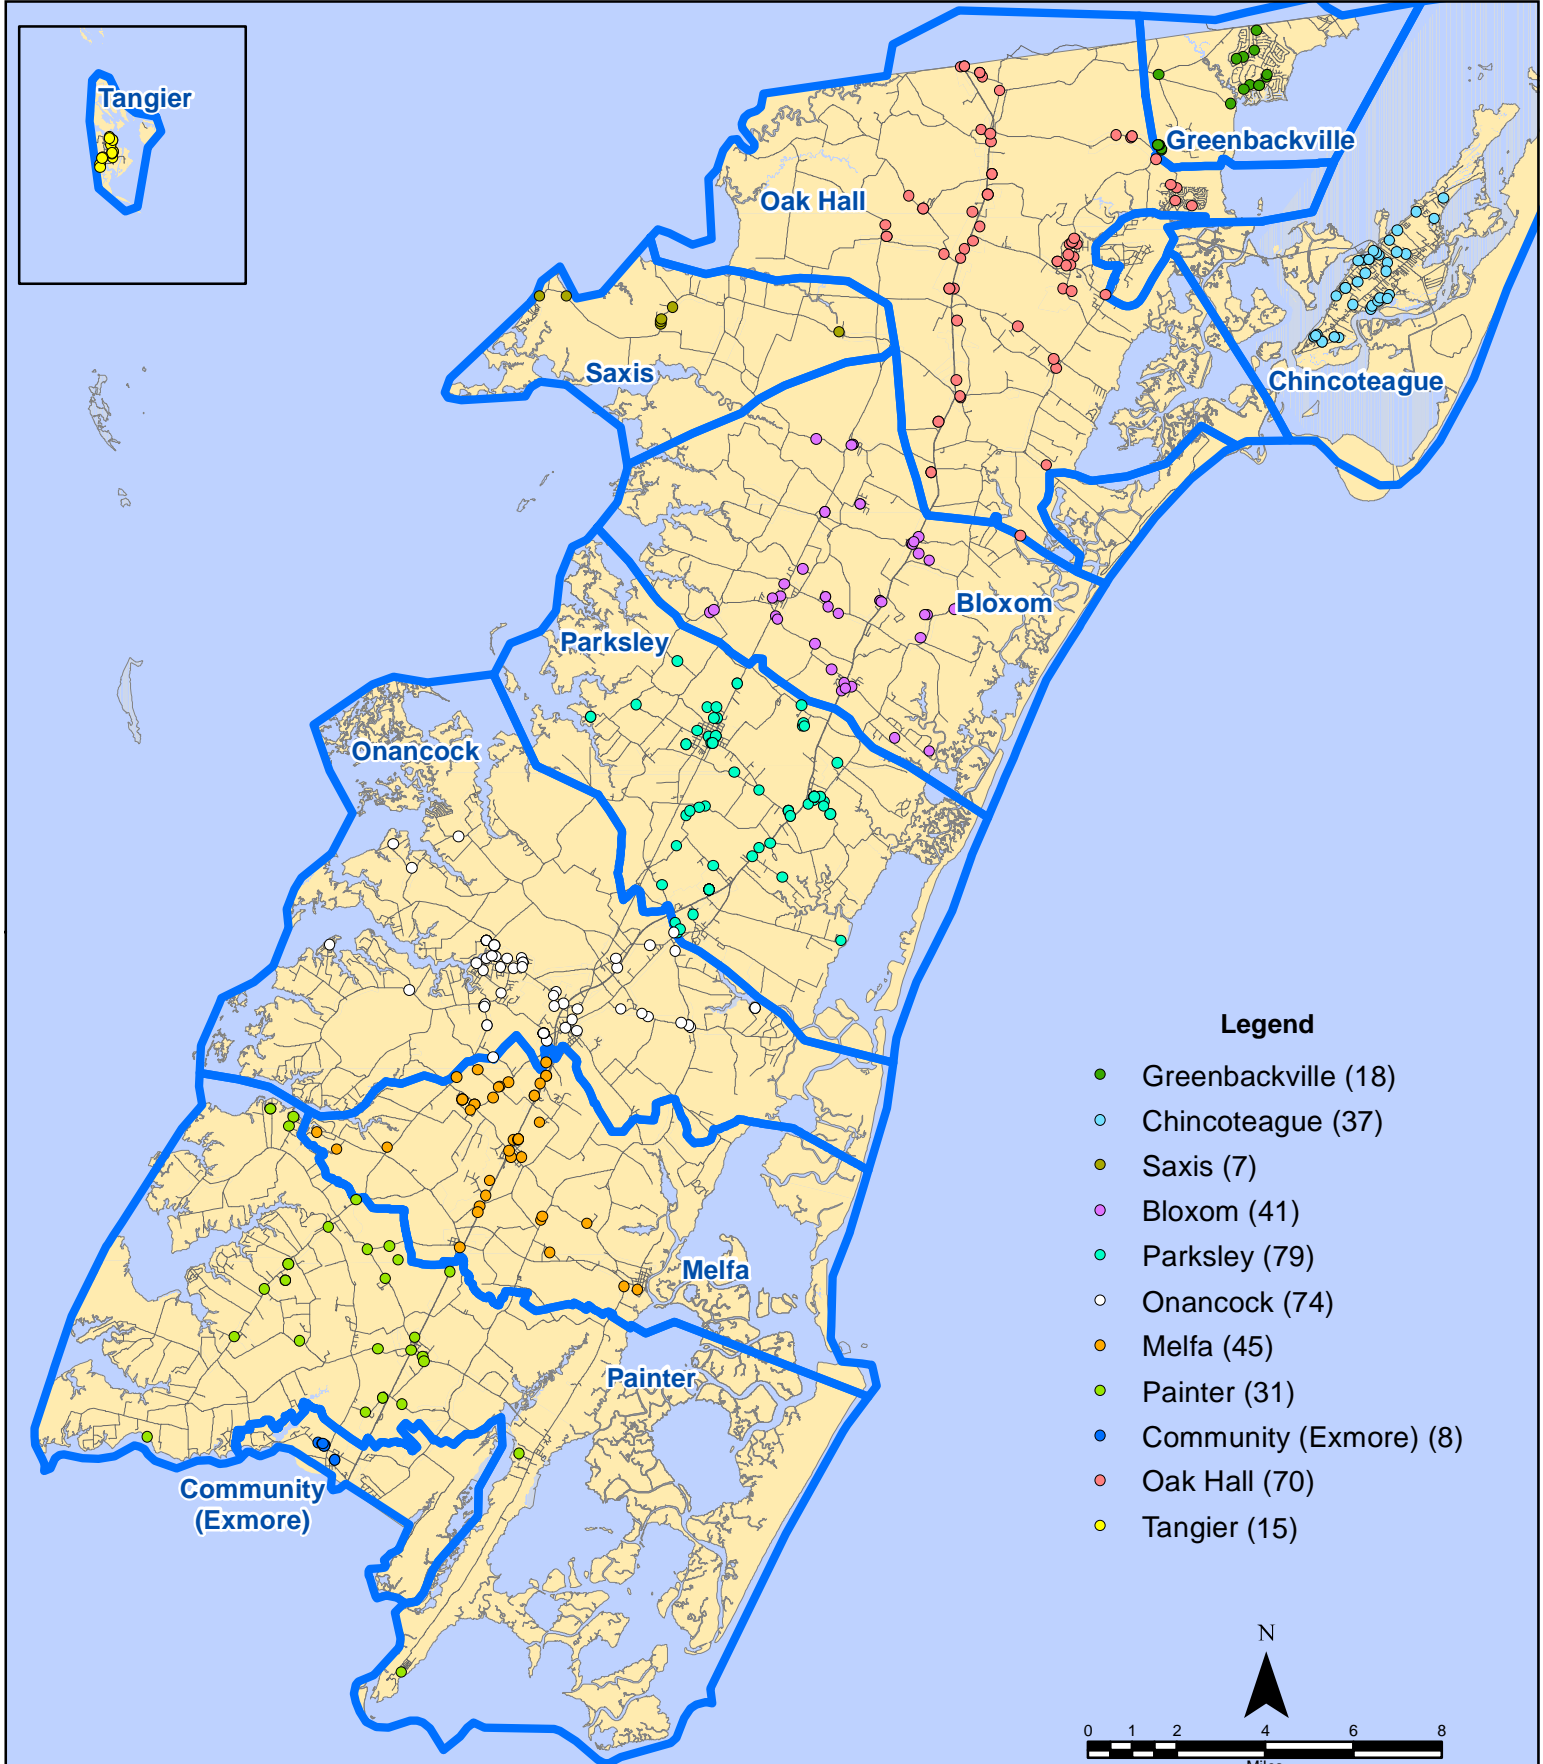 Tangier
Greenbackville
Oak Hall
Saxis
Chincoteague
Bloxom
Parksley
Onancock
Melfa
Painter
Community
(Exmore)
Legend
Greenbackville (18)
Chincoteague (37)
Saxis (7)
Bloxom (41)
Parksley (79)
Onancock (74)
Melfa (45)
Painter (31)
Community (Exmore) (8)
Oak Hall (70)
Tangier (15)
N
0 1 2 4 6 8
Miles